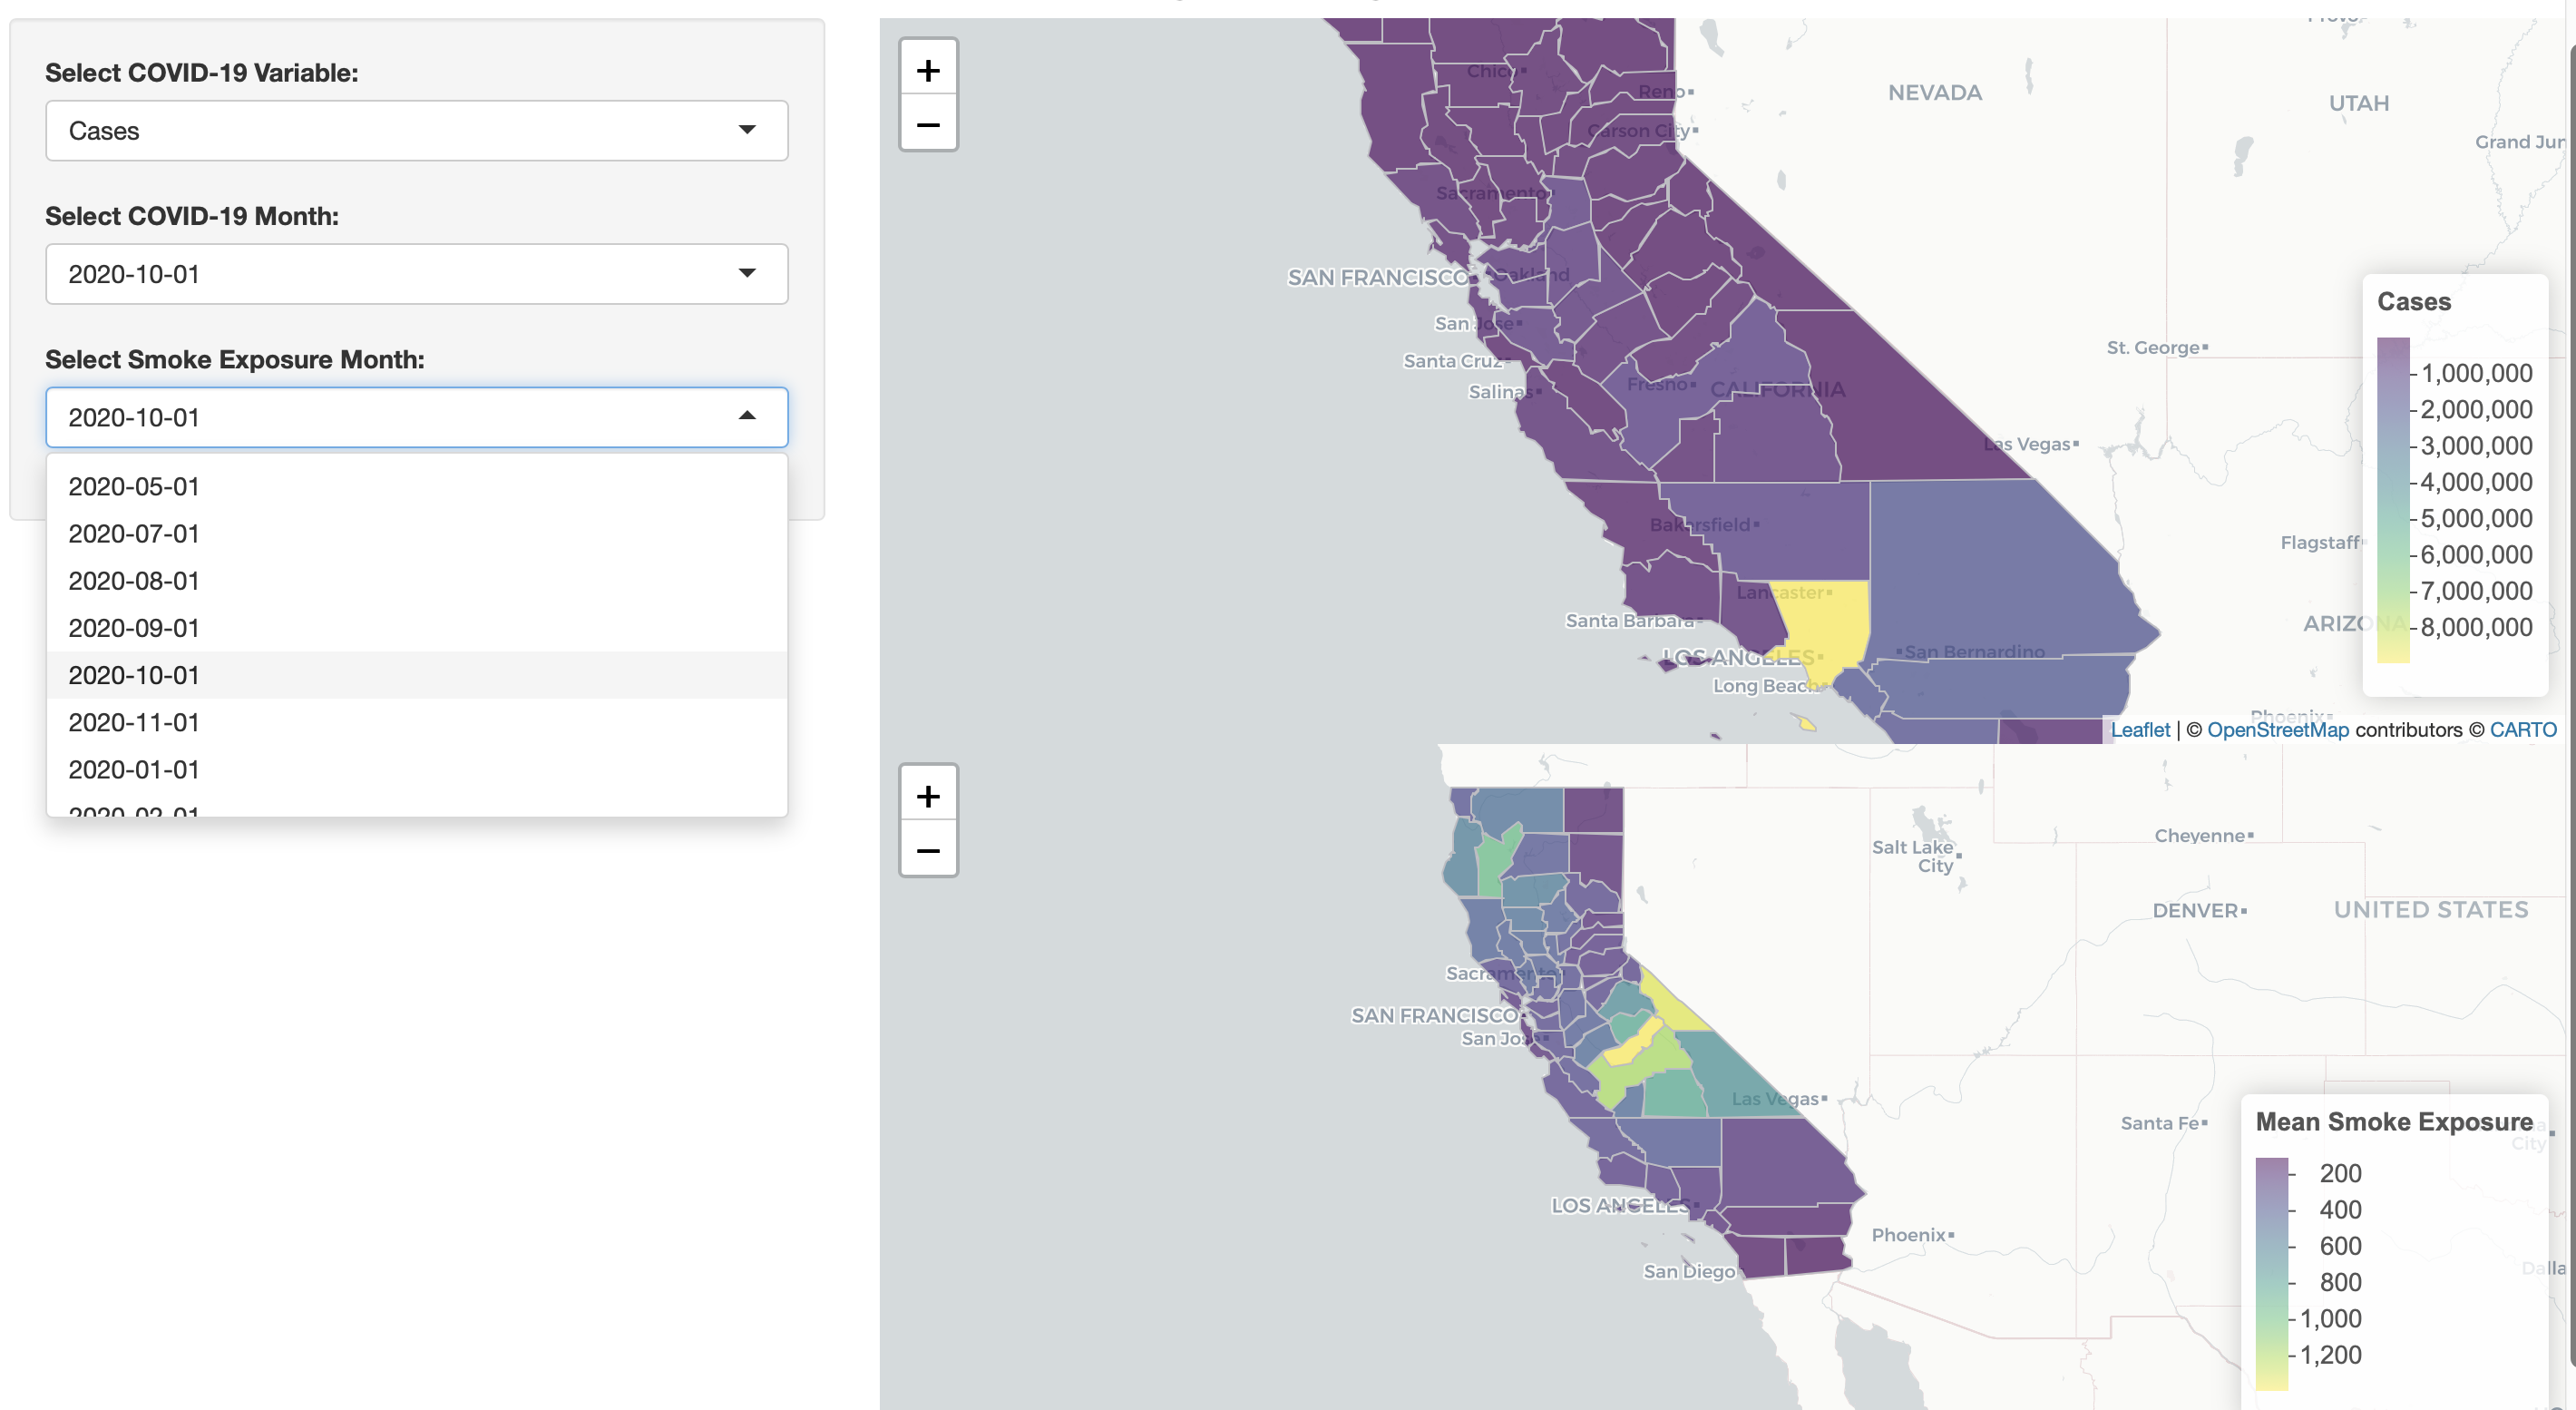 Select COVID-19 Variable:
Cases
Select COVID-19 Month:
2020-10-01
Select Smoke Exposure Month:
2020-10-01
2020-05-01
2020-07-01
2020-08-01
2020-09-01
2020-10-01
2020-11-01
2020-01-01
2020-02-01
+
−
Chico
Reno
NEVADA
UTAH
Carson City
Grand Jun
Sacramento
SAN FRANCISCO
Oakland
San Jose
Santa Cruz
Salinas
Fresno
CALIFORNIA
St. George
Las Vegas
Bakersfield
Flagstaff
Lancaster
Santa Barbara
ARIZONA
LOS ANGELES
San Bernardino
Long Beach
Phoenix
Cases
1,000,000
2,000,000
3,000,000
4,000,000
5,000,000
6,000,000
7,000,000
8,000,000
Leaflet | © OpenStreetMap contributors © CARTO
+
−
Salt Lake
City
Cheyenne
DENVER
UNITED STATES
Sacramento
SAN FRANCISCO
San Jose
Las Vegas
Santa Fe
LOS ANGELES
Phoenix
San Diego
City
Dalla
Mean Smoke Exposure
200
400
600
800
1,000
1,200